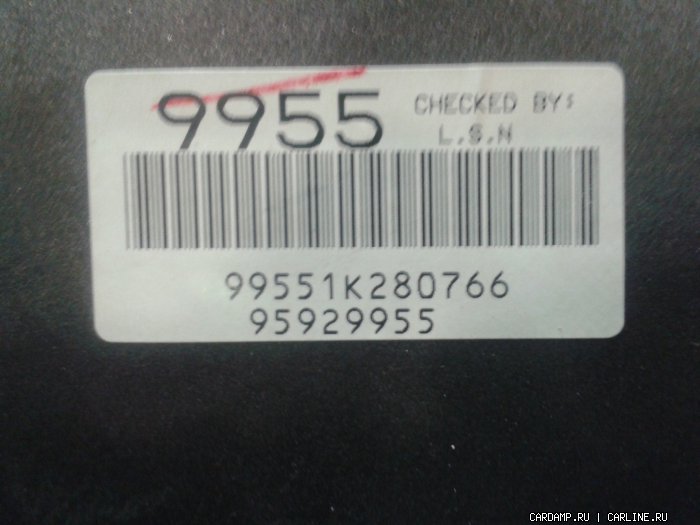 9955 CHECKED BY:
L.S.N
99551K280766
95929955
CARDAMP.RU | CARLINE.RU